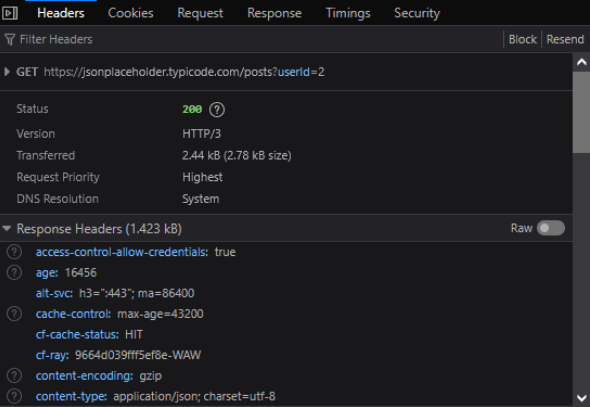 Headers Cookies Request Response Timings Security
Filter Headers Block Resend
GET https://jsonplaceholder.typicode.com/posts?userId=2
Status 200 ?
Version HTTP/3
Transferred 2.44 kB (2.78 kB size)
Request Priority Highest
DNS Resolution System
Response Headers (1.423 kB) Raw
? access-control-allow-credentials: true
? age: 16456
alt-svc: h3=":443"; ma=86400
? cache-control: max-age=43200
cf-cache-status: HIT
cf-ray: 9664d039fff5ef8e-WAW
? content-encoding: gzip
? content-type: application/json; charset=utf-8